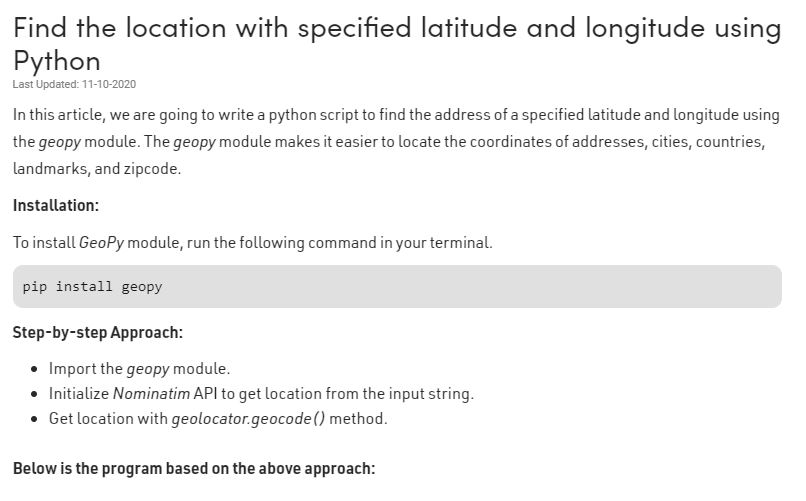 Find the location with specified latitude and longitude using
Python
Last Updated: 11-10-2020
In this article, we are going to write a python script to find the address of a specified latitude and longitude using
the geopy module. The geopy module makes it easier to locate the coordinates of addresses, cities, countries,
landmarks, and zipcode.
Installation:
To install GeoPy module, run the following command in your terminal.
pip install geopy
Step-by-step Approach:
• Import the geopy module.
• Initialize Nominatim API to get location from the input string.
• Get location with geolocator.geocode() method.
Below is the program based on the above approach: